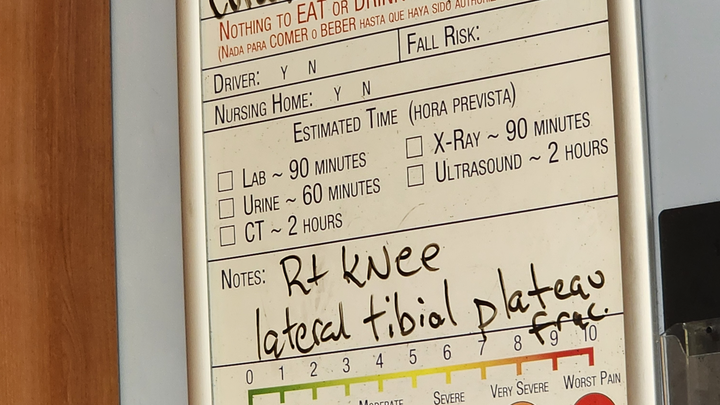 NOTHING TO EAT OR DRINK
(NADA PARA COMER O BEBER HASTA QUE HAYA SIDO
DRIVER: Y N
FALL RISK:
NURSING HOME: Y N
ESTIMATED TIME (HORA PREVISTA)
☐ LAB ~ 90 MINUTES
☐ X-RAY ~ 90 MINUTES
☐ URINE ~ 60 MINUTES
☐ ULTRASOUND ~ 2 HOURS
☐ CT ~ 2 HOURS
NOTES: Rt KNee
lateral tibial plateau
frac.
0 1 2 3 4 5 6 7 8 9 10
MODERATE SEVERE VERY SEVERE WORST PAIN